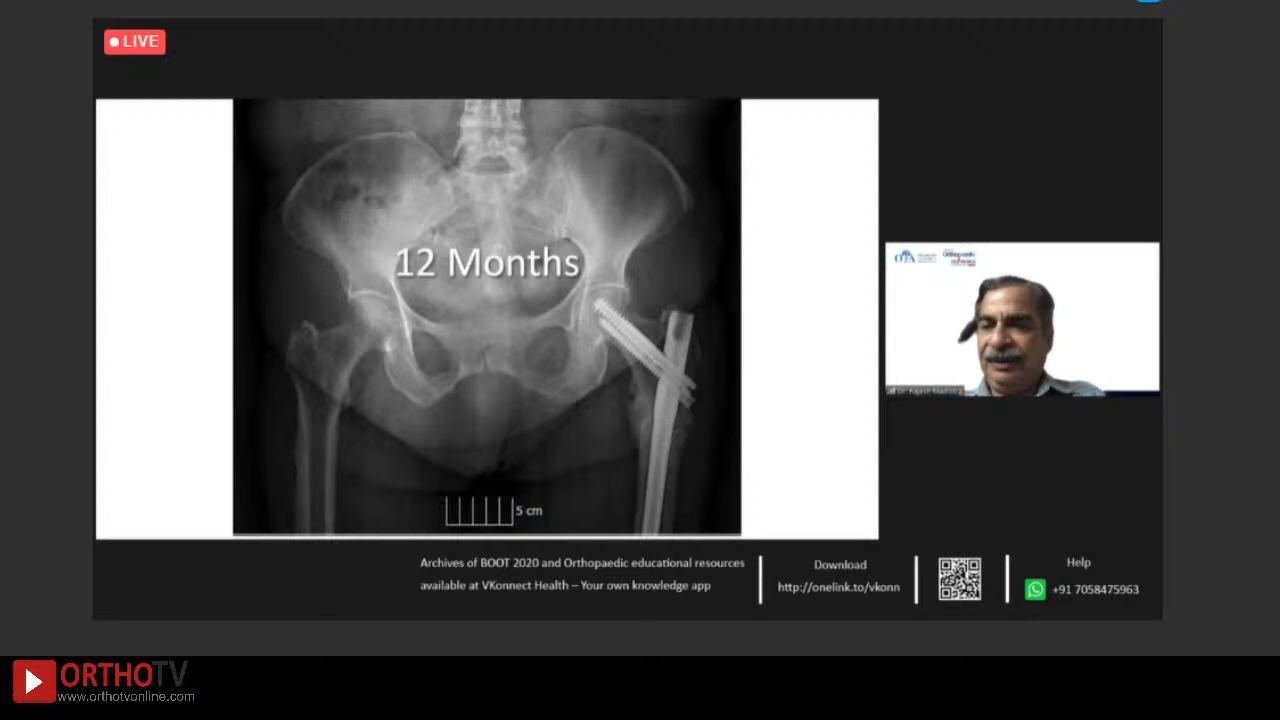 LIVE
12 Months
5 cm
OTA
Archives of BOOT 2020 and Orthopaedic educational resources
available at VKonnect Health – Your own knowledge app
Download
http://onelink.to/vkonn
Help
+91 7058475963
ORTHOTV
www.orthotvonline.com